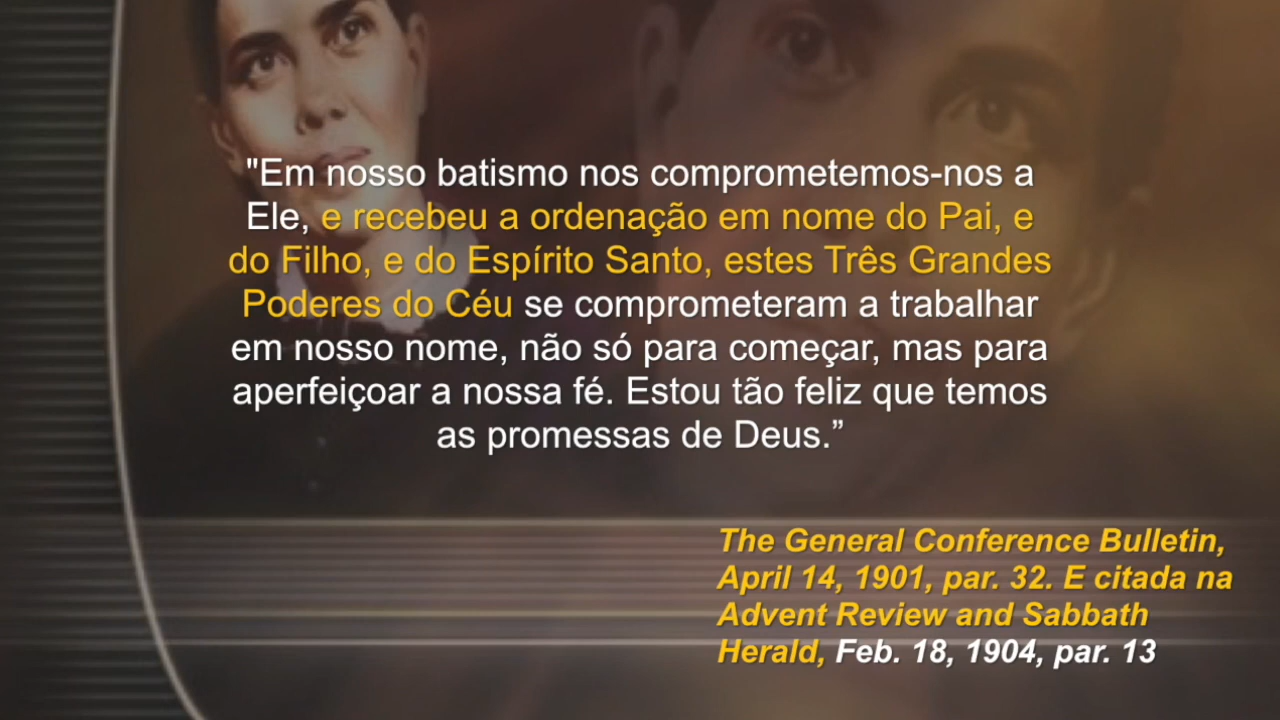 "Em nosso batismo nos comprometemos-nos a
Ele, e recebeu a ordenação em nome do Pai, e
do Filho, e do Espírito Santo, estes Três Grandes
Poderes do Céu se comprometeram a trabalhar
em nosso nome, não só para começar, mas para
aperfeiçoar a nossa fé. Estou tão feliz que temos
as promessas de Deus.”
The General Conference Bulletin,
April 14, 1901, par. 32. E citada na
Advent Review and Sabbath
Herald, Feb. 18, 1904, par. 13